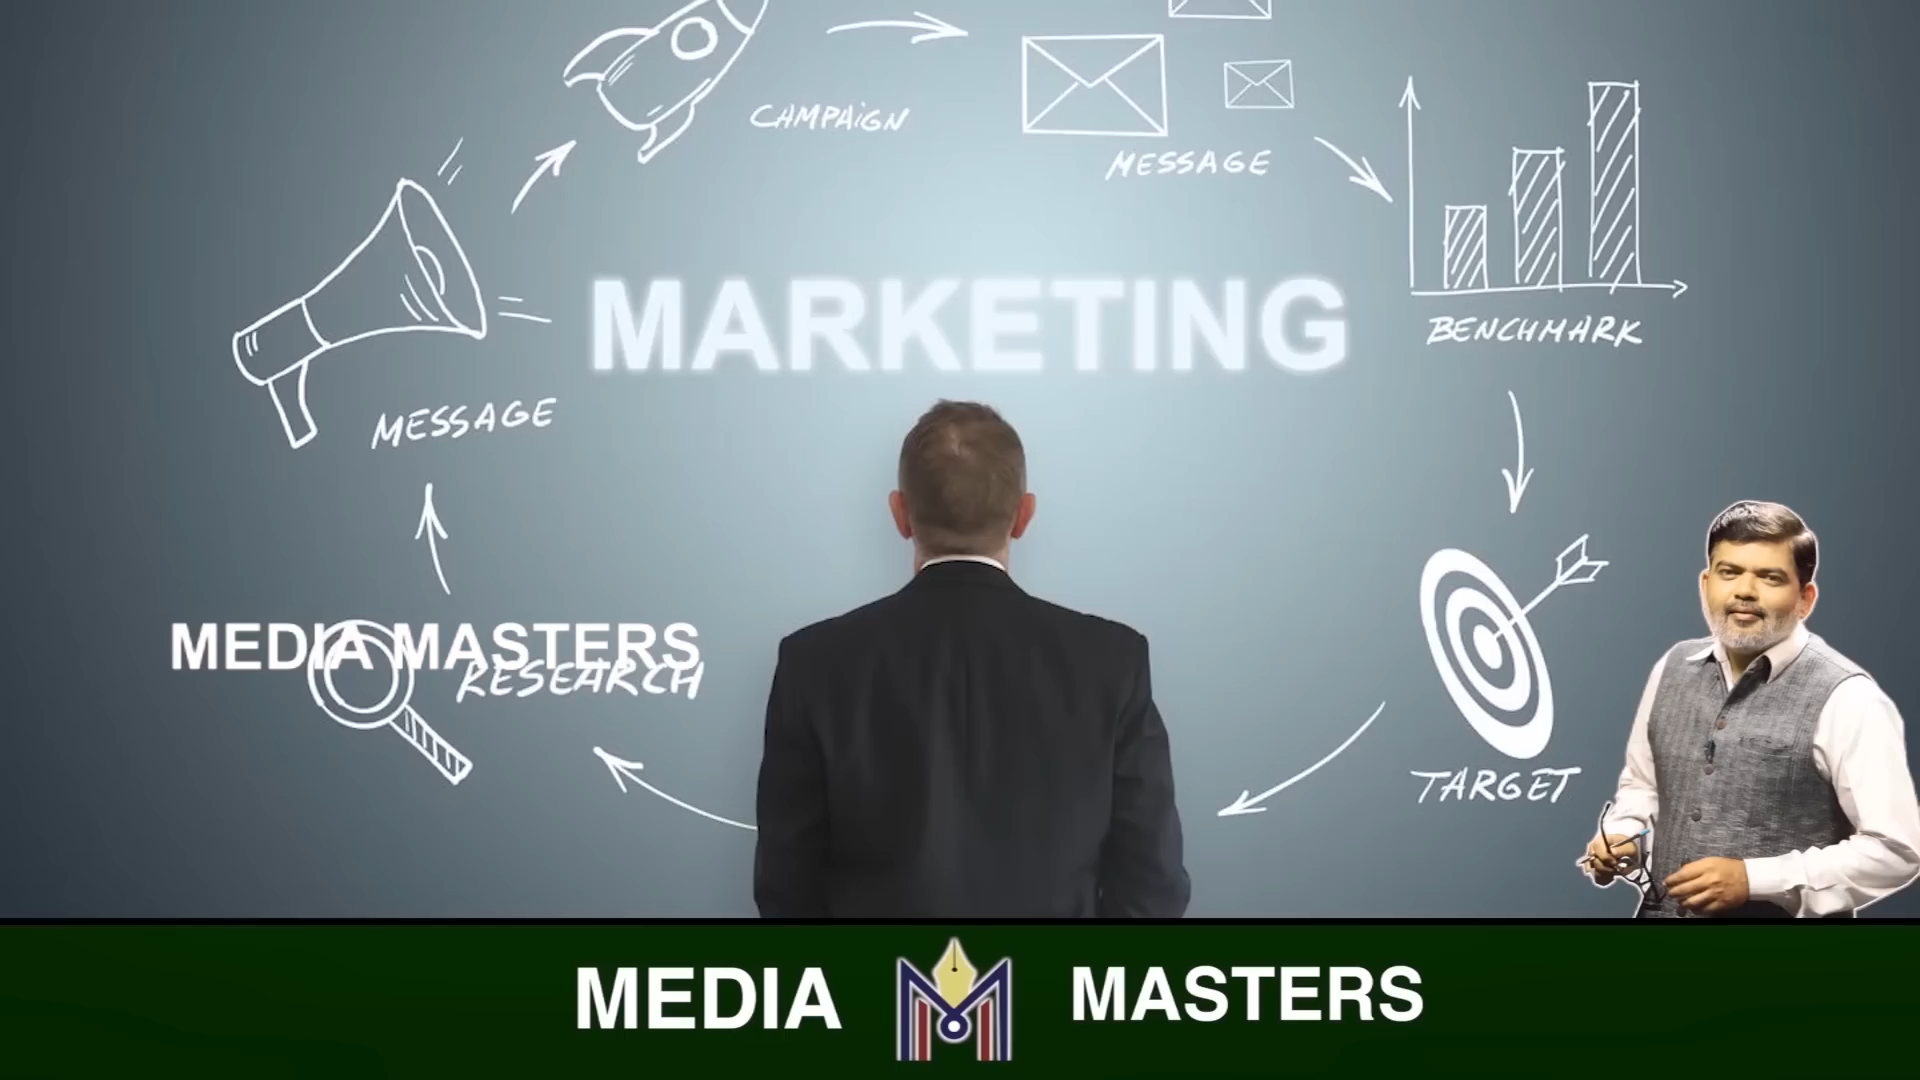 CAMPAIGN
MESSAGE
BENCHMARK
MARKETING
MESSAGE
MEDIA MASTERS
RESEARCH
TARGET
MEDIA MASTERS